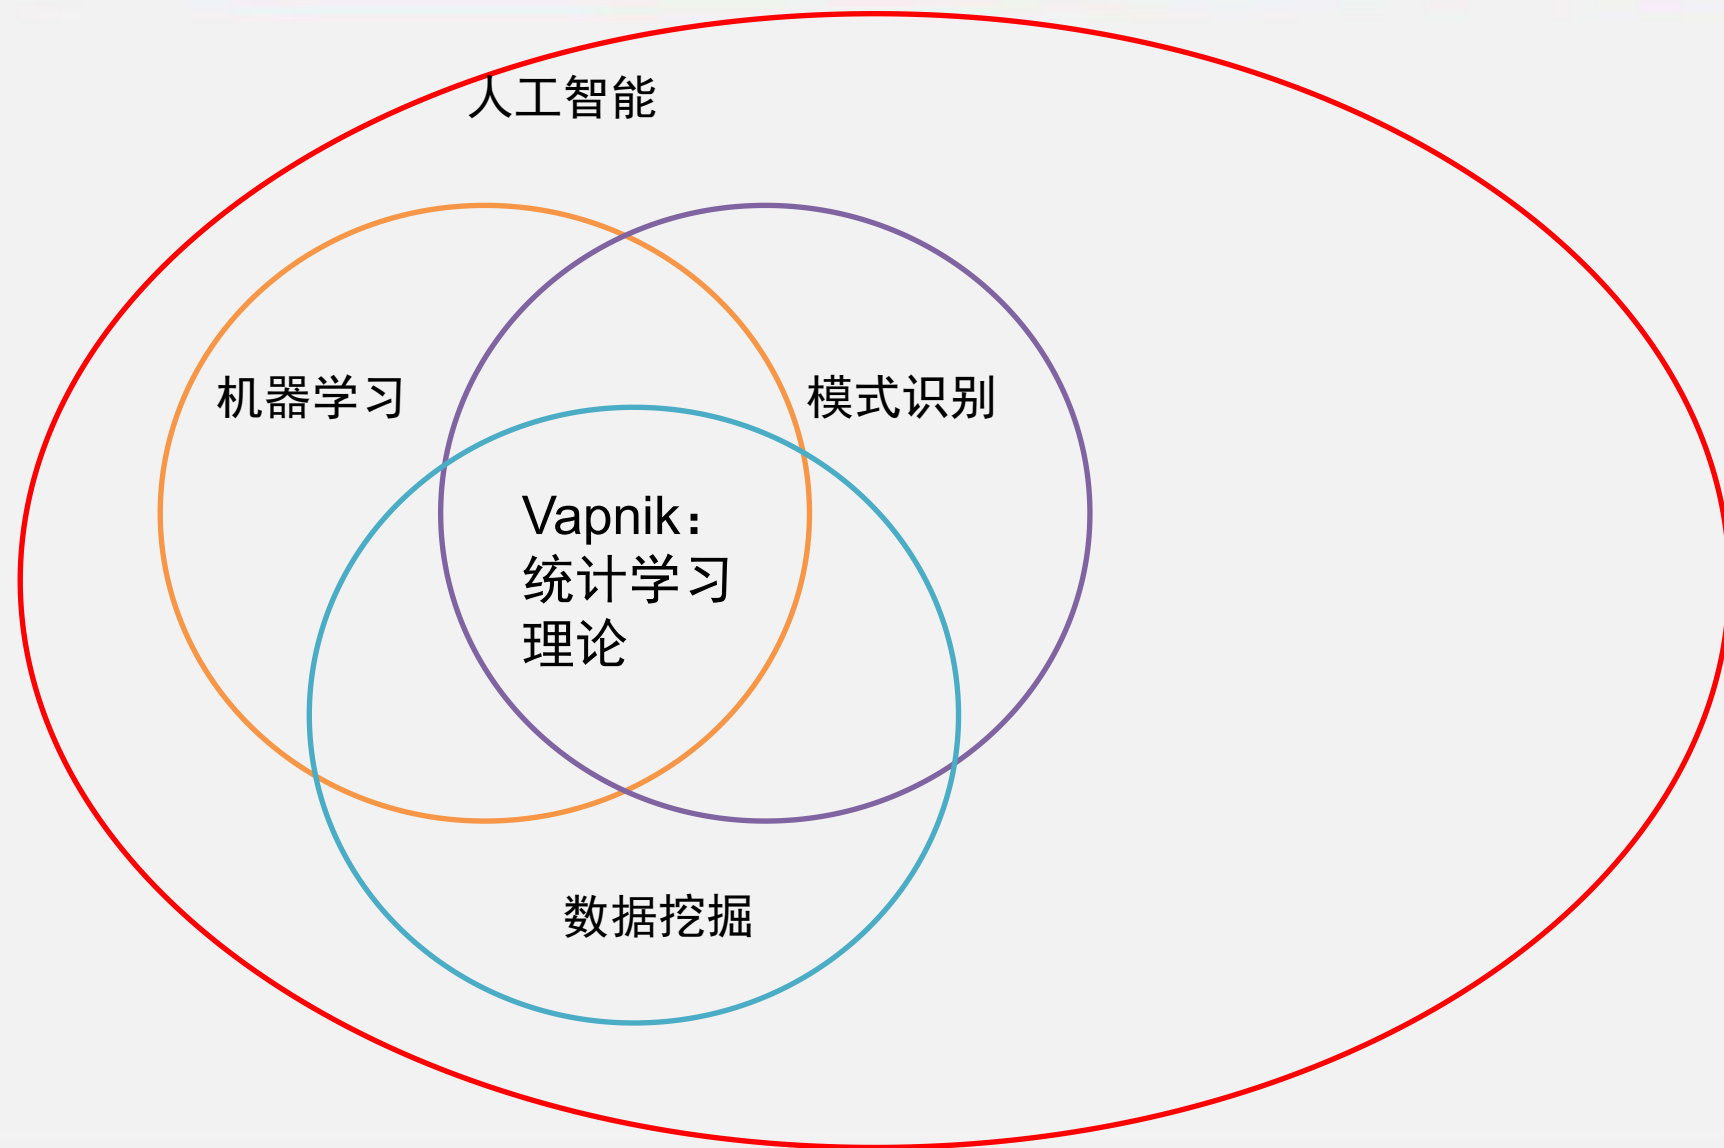 人工智能
机器学习
模式识别
Vapnik：
统计学习
理论
数据挖掘